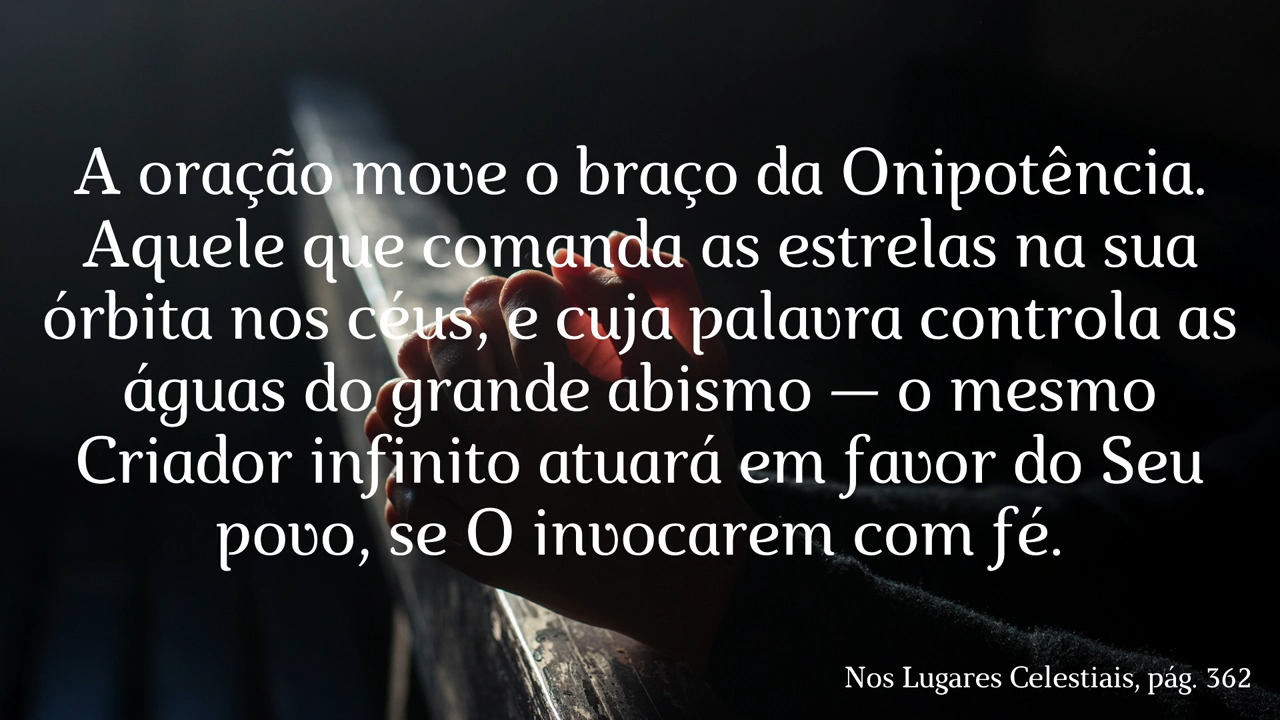 A oração move o braço da Onipotência.
Aquele que comanda as estrelas na sua
órbita nos céus, e cuja palavra controla as
águas do grande abismo — o mesmo
Criador infinito atuará em favor do Seu
povo, se O invocarem com fé.
Nos Lugares Celestiais, pág. 362